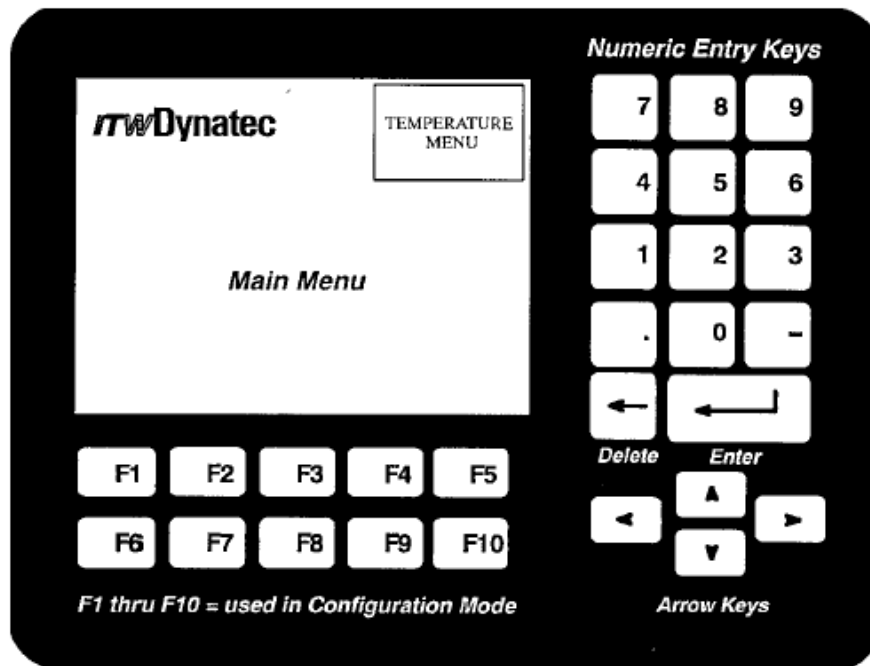 Numeric Entry Keys
ITWDynatec
TEMPERATURE
MENU
Main Menu
7 8 9
4 5 6
1 2 3
. 0 –
Delete Enter
F1 F2 F3 F4 F5
F6 F7 F8 F9 F10
F1 thru F10 = used in Configuration Mode
Arrow Keys